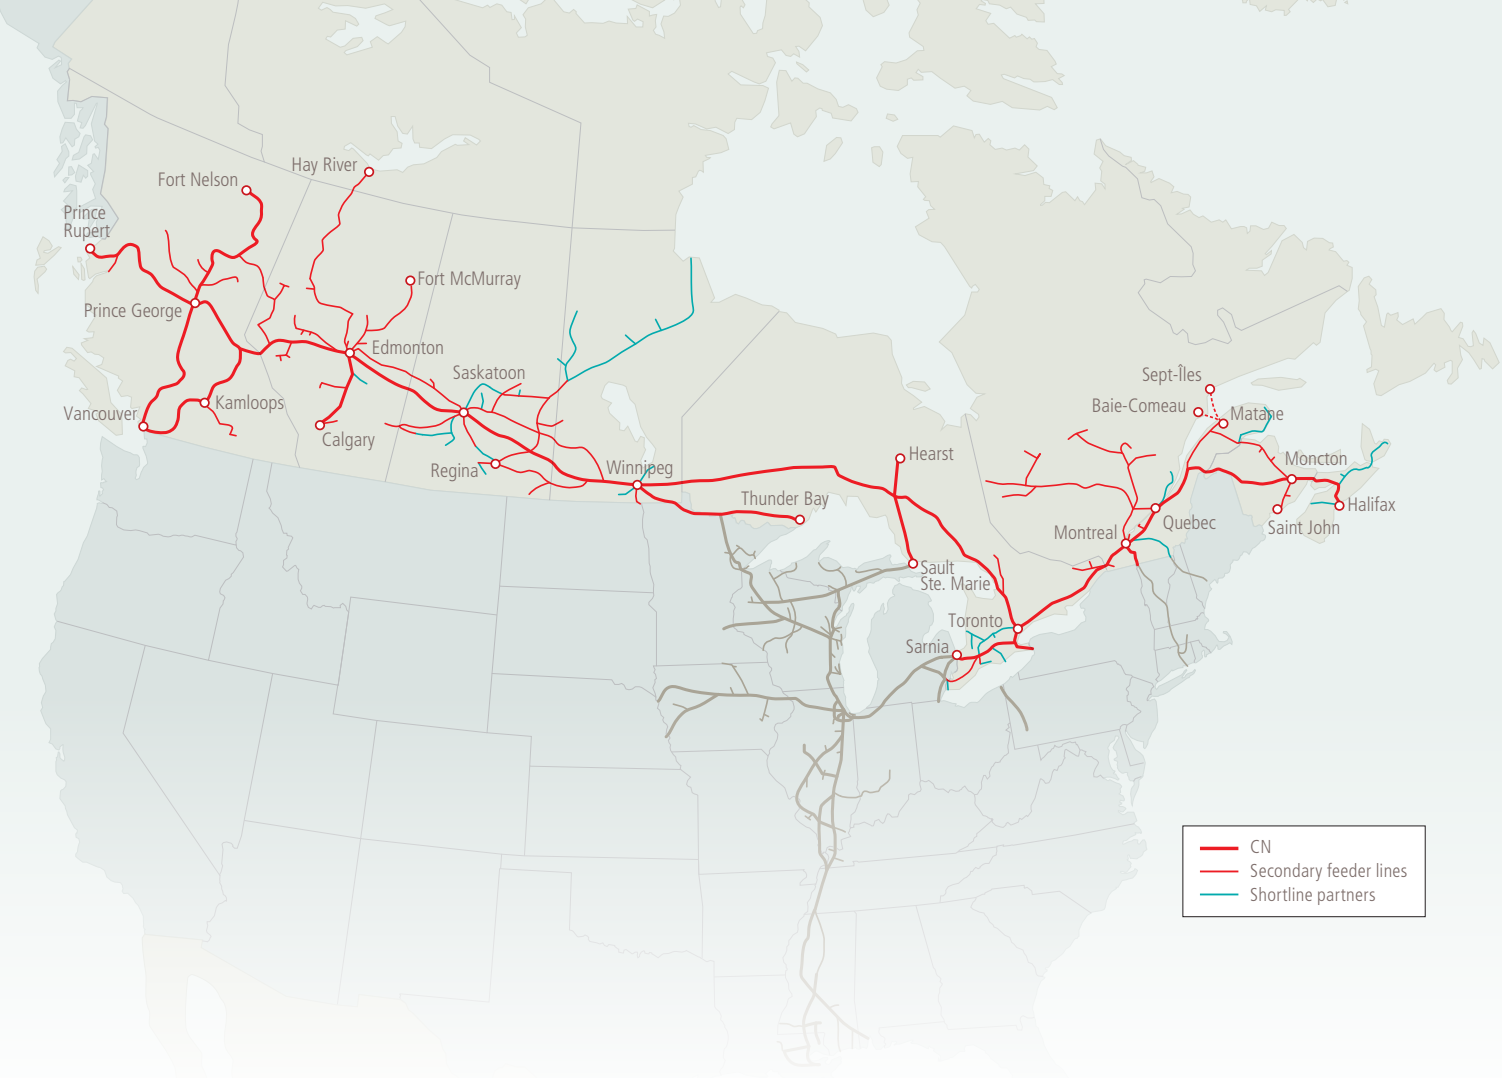 Hay River
Fort Nelson
Prince
Rupert
Fort McMurray
Prince George
Edmonton
Saskatoon
Sept-Îles
Baie-Comeau
Matane
Kamloops
Vancouver
Calgary
Regina
Winnipeg
Hearst
Moncton
Thunder Bay
Halifax
Quebec
Saint John
Montreal
Sault
Ste. Marie
Toronto
Sarnia
CN
Secondary feeder lines
Shortline partners